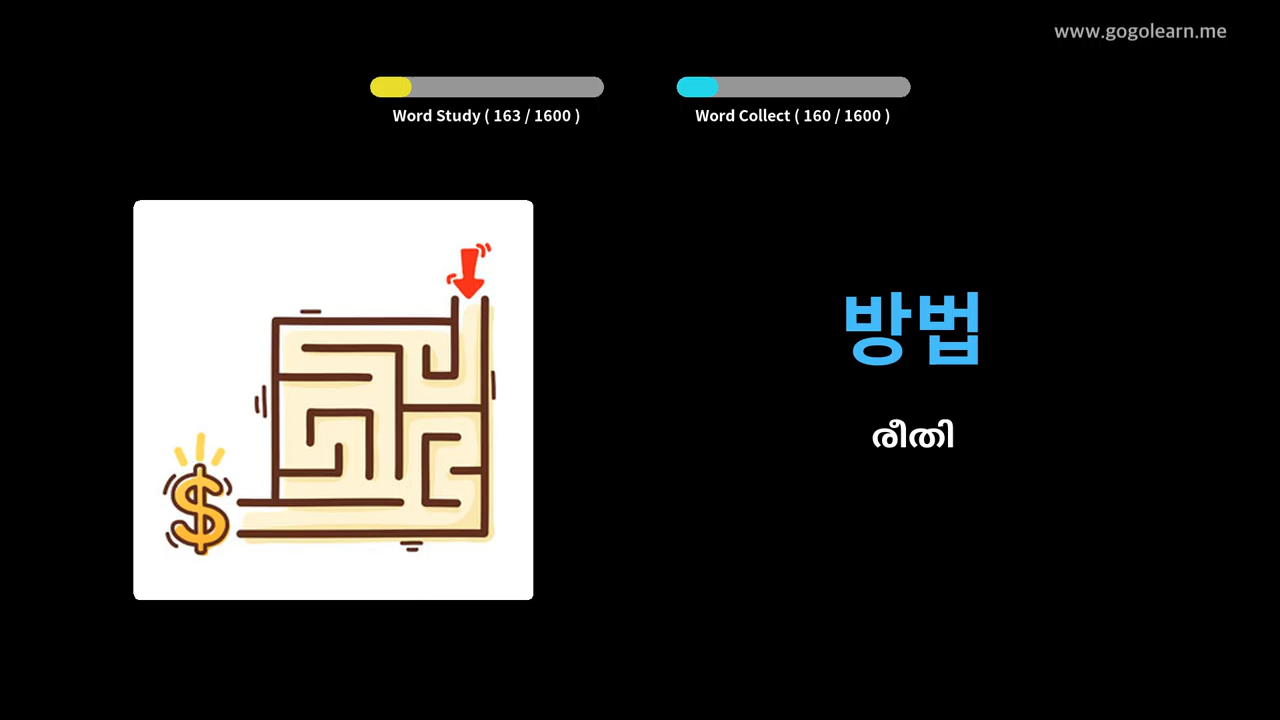 www.gogolearn.me
Word Study ( 163 / 1600 )
Word Collect ( 160 / 1600 )
$
방법
രീതി